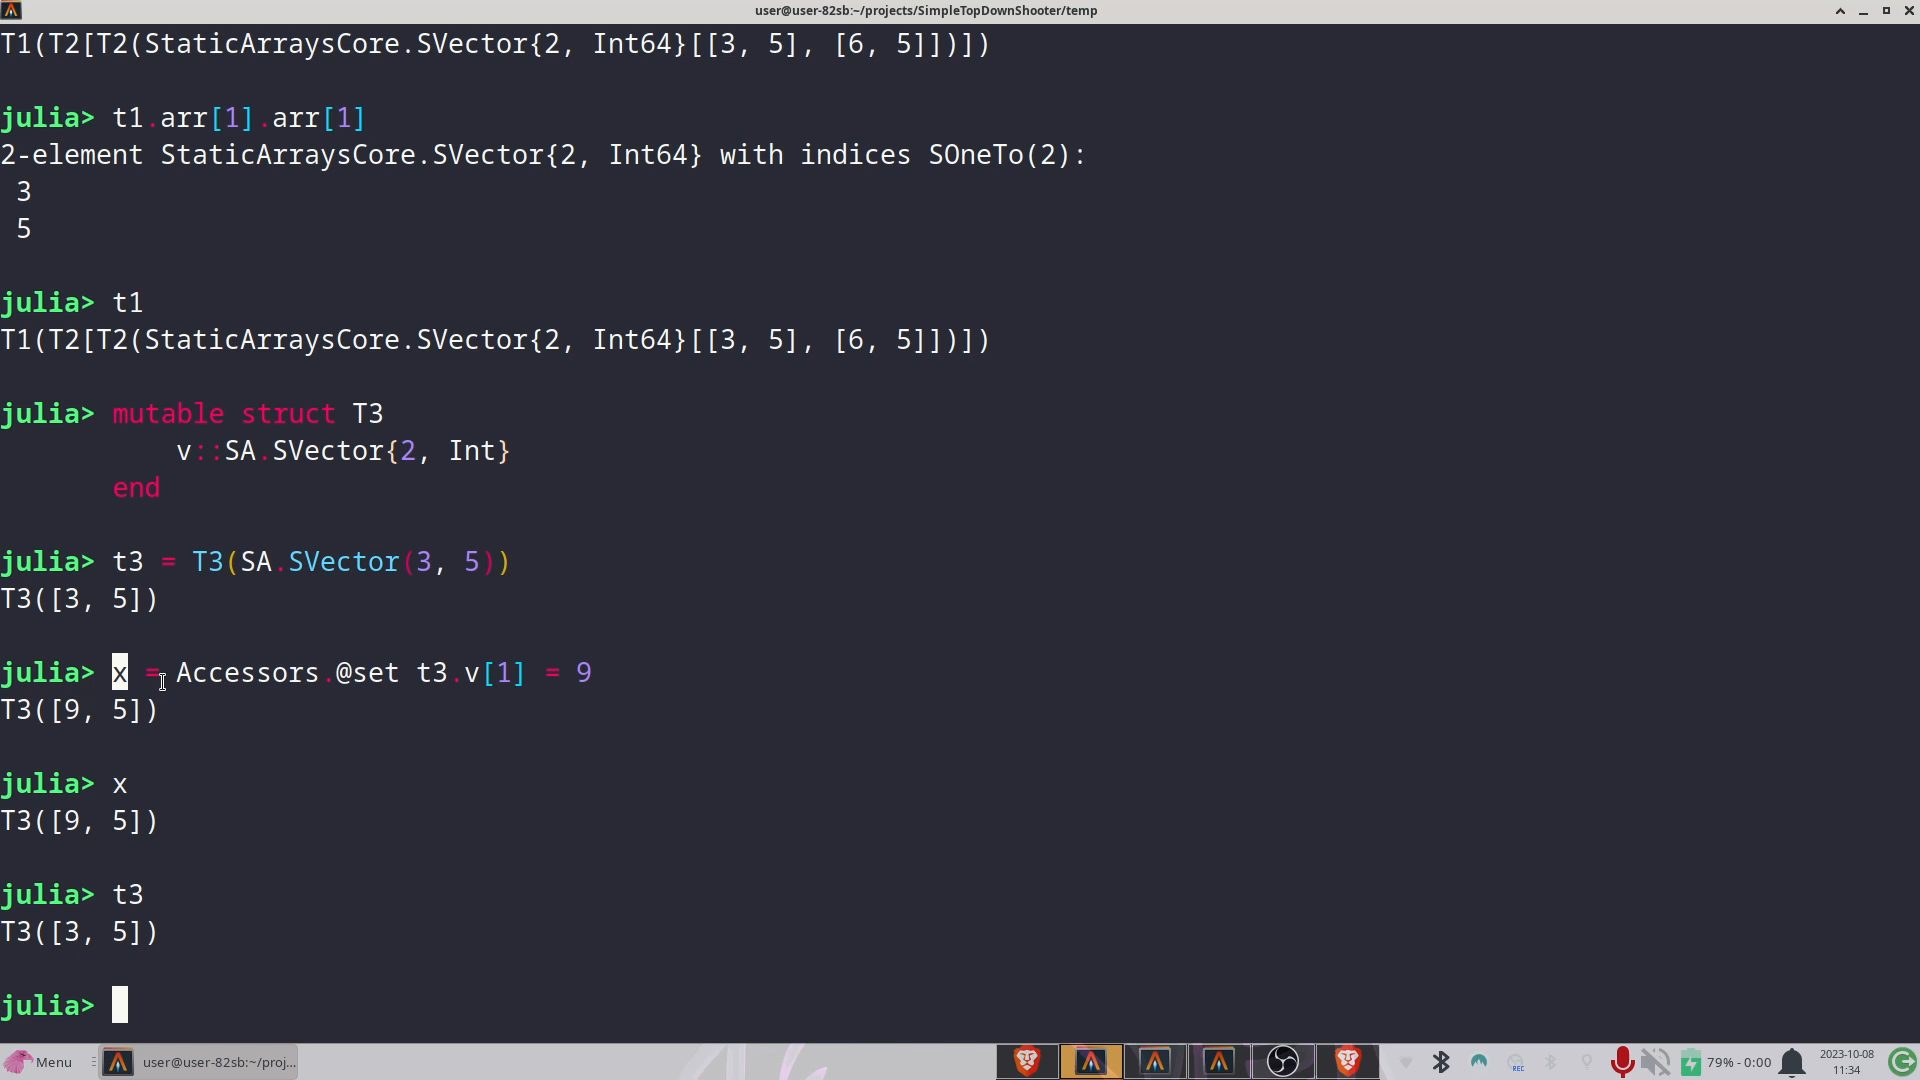 user@user-82sb:~/projects/SimpleTopDownShooter/temp
T1(T2[T2(StaticArraysCore.SVector{2, Int64}[[3, 5], [6, 5]])])
julia> t1.arr[1].arr[1]
2-element StaticArraysCore.SVector{2, Int64} with indices SOneTo(2):
 3
 5
julia> t1
T1(T2[T2(StaticArraysCore.SVector{2, Int64}[[3, 5], [6, 5]])])
julia> mutable struct T3
           v::SA.SVector{2, Int}
       end
julia> t3 = T3(SA.SVector(3, 5))
T3([3, 5])
julia> x = Accessors.@set t3.v[1] = 9
T3([9, 5])
julia> x
T3([9, 5])
julia> t3
T3([3, 5])
julia>
Menu user@user-82sb:~/proj... REC 79% - 0:00 2023-10-08
11:34